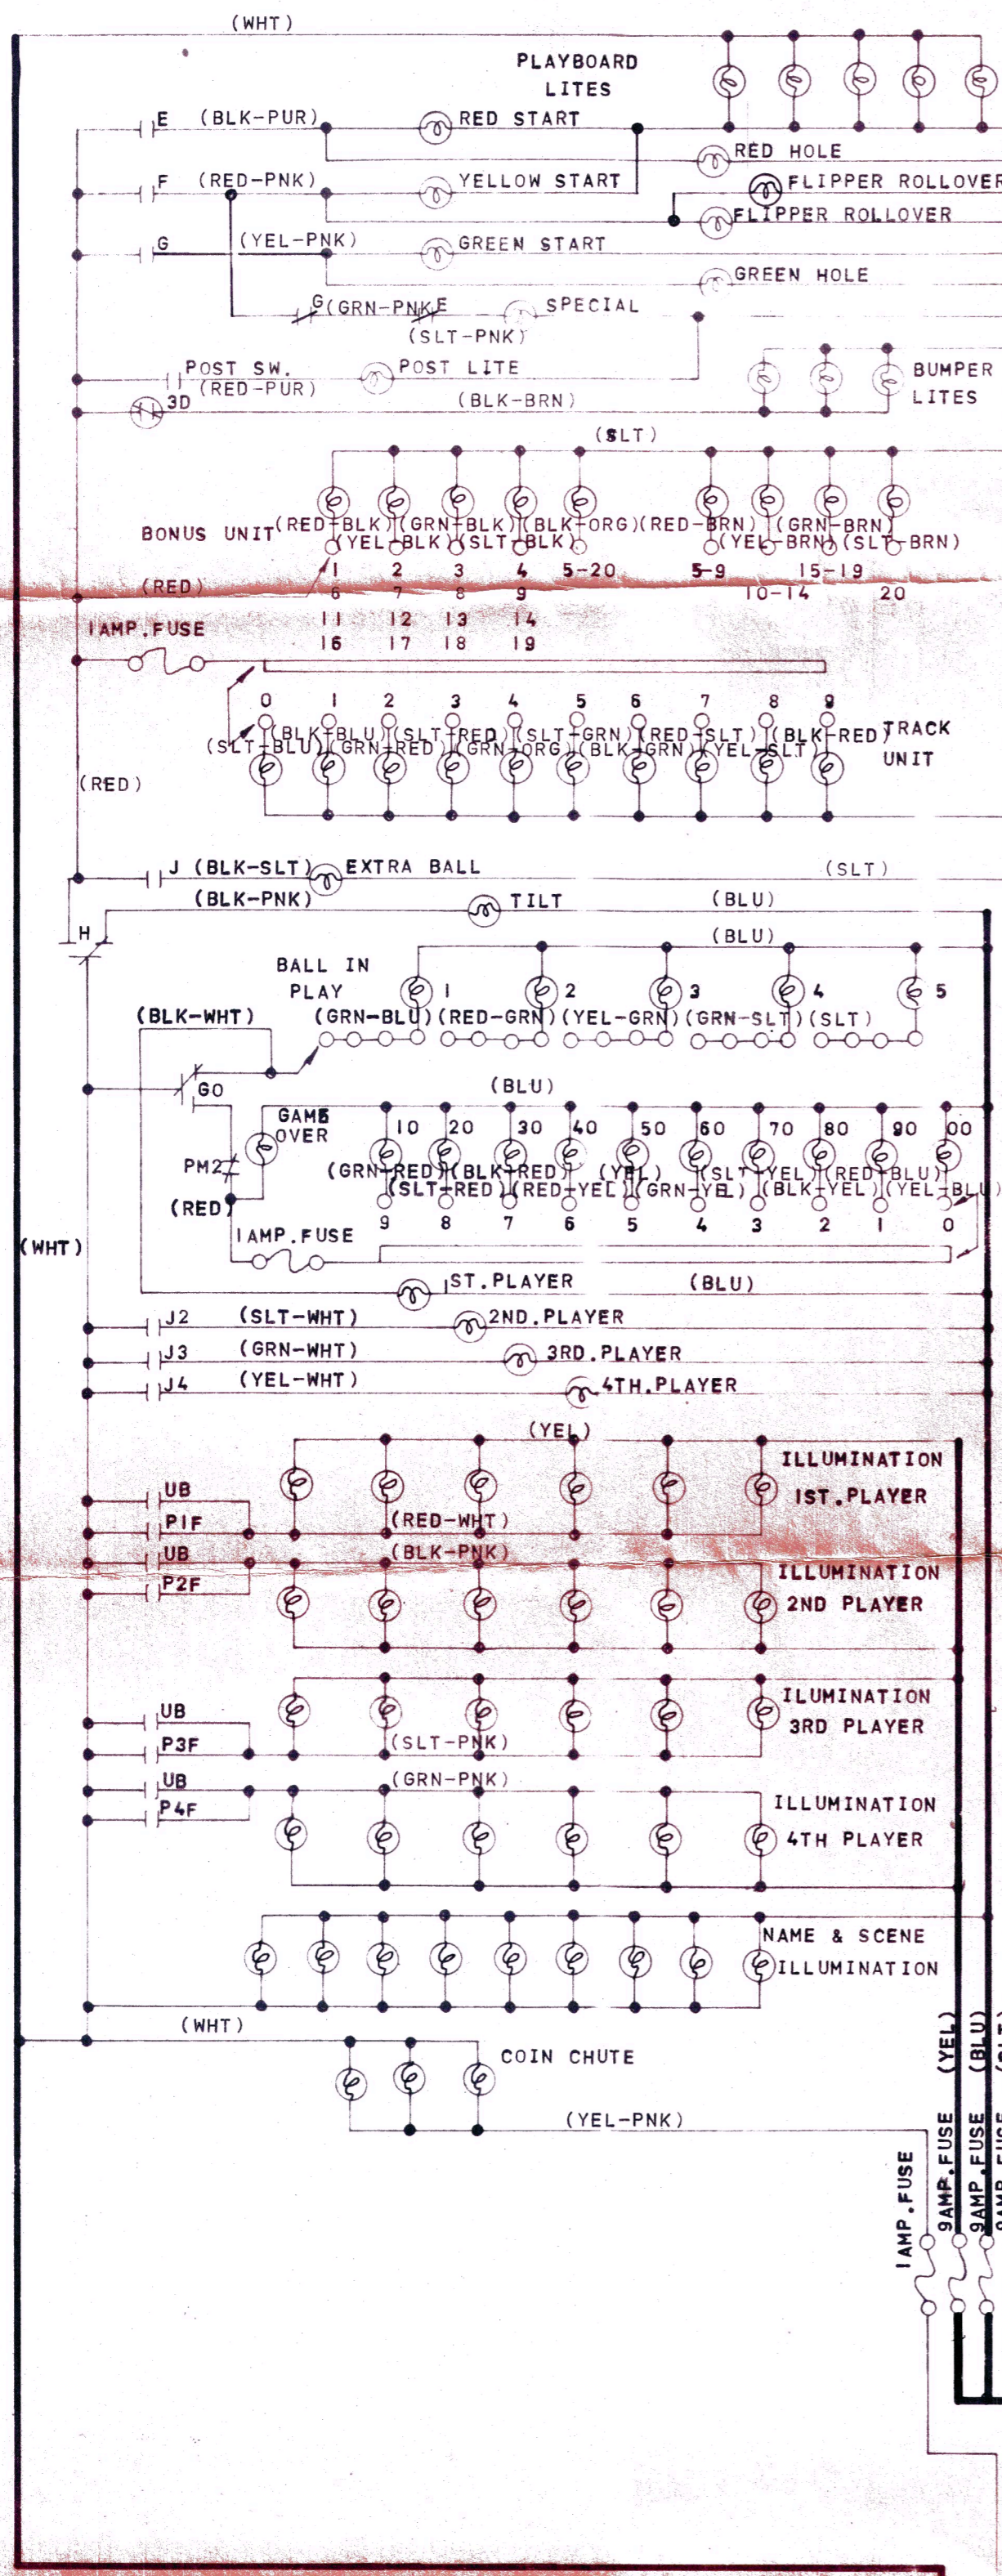 (WHT)
PLAYBOARD
LITES
E (BLK-PUR) RED START
RED HOLE
F (RED-PNK) YELLOW START FLIPPER ROLLOVER
FLIPPER ROLLOVER
G (YEL-PNK) GREEN START
GREEN HOLE
G (GRN-PNK) E SPECIAL
(SLT-PNK)
POST SW. POST LITE BUMPER
(RED-PUR) LITES
3D (BLK-BRN)
(SLT)
(RED-BLK) (GRN-BLK) (BLK-ORG) (RED-BRN) (GRN-BRN)
BONUS UNIT (YEL-BLK) (SLT-BLK) (YEL-BRN) (SLT-BRN)
1 2 3 4 5-20 5-9 15-19
(RED) 6 7 8 9 10-14 20
11 12 13 14
1AMP.FUSE
16 17 18 19
0 1 2 3 4 5 6 7 8 9
(BLK-BLU) (SLT-RED) (SLT-GRN) (RED-SLT) (BLK-RED) TRACK
(SLT-BLU) (GRN-RED) (GRN-ORG) (BLK-GRN) (YEL-SLT) UNIT
(RED)
J (BLK-SLT) EXTRA BALL (SLT)
(BLK-PNK) TILT (BLU)
H (BLU)
BALL IN
PLAY 1 2 3 4 5
(BLK-WHT) (GRN-BLU) (RED-GRN) (YEL-GRN) (GRN-SLT) (SLT)
GO (BLU)
GAME
OVER 10 20 30 40 50 60 70 80 90 00
PM2 (GRN-RED) (BLK-RED) (YEL) (SLT-YEL) (RED-BLU)
(SLT-RED) (RED-YEL) (GRN-YEL) (BLK-YEL) (YEL-BLU)
(RED) 9 8 7 6 5 4 3 2 1 0
1AMP.FUSE
(WHT)
1ST.PLAYER (BLU)
J2 (SLT-WHT) 2ND.PLAYER
J3 (GRN-WHT) 3RD.PLAYER
J4 (YEL-WHT) 4TH.PLAYER
(YEL)
ILLUMINATION
UB 1ST.PLAYER
P1F (RED-WHT)
UB (BLK-PNK)
ILLUMINATION
P2F 2ND PLAYER
ILUMINATION
UB 3RD PLAYER
P3F (SLT-PNK)
UB (GRN-PNK)
P4F ILLUMINATION
4TH PLAYER
NAME & SCENE
ILLUMINATION
(WHT)
COIN CHUTE
(YEL-PNK)
1AMP.FUSE
9AMP.FUSE (YEL)
9AMP.FUSE (BLU)
9AMP.FUSE (SLT)